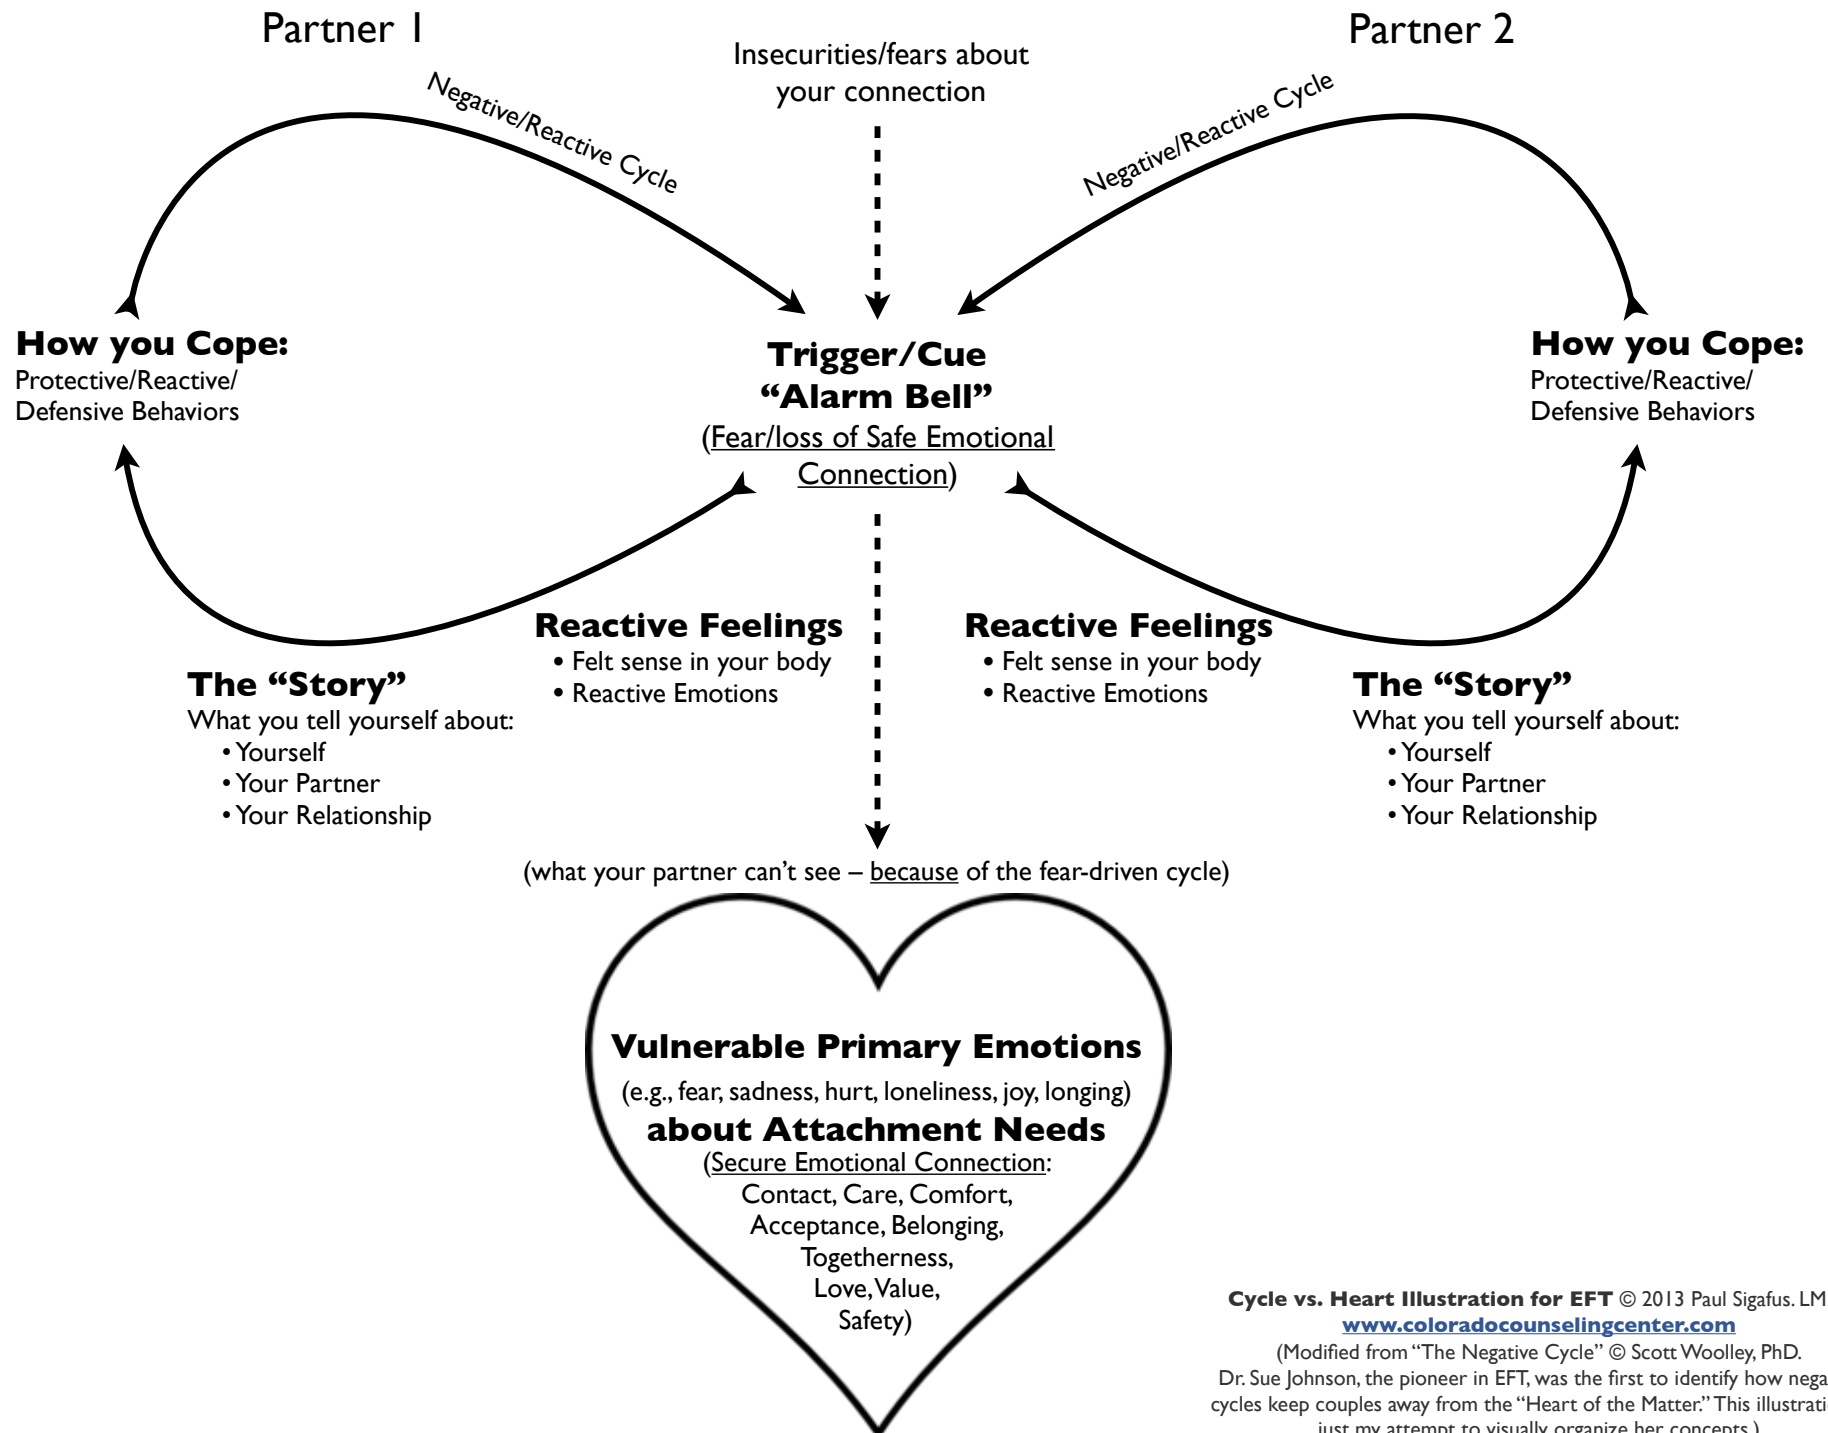 Partner 1
Partner 2
Insecurities/fears about
your connection
Negative/Reactive Cycle
Negative/Reactive Cycle
How you Cope:
Protective/Reactive/
Defensive Behaviors
Trigger/Cue
“Alarm Bell”
(Fear/loss of Safe Emotional
Connection)
How you Cope:
Protective/Reactive/
Defensive Behaviors
Reactive Feelings
• Felt sense in your body
• Reactive Emotions
Reactive Feelings
• Felt sense in your body
• Reactive Emotions
The “Story”
What you tell yourself about:
• Yourself
• Your Partner
• Your Relationship
The “Story”
What you tell yourself about:
• Yourself
• Your Partner
• Your Relationship
(what your partner can’t see – because of the fear-driven cycle)
Vulnerable Primary Emotions
(e.g., fear, sadness, hurt, loneliness, joy, longing)
about Attachment Needs
(Secure Emotional Connection:
Contact, Care, Comfort,
Acceptance, Belonging,
Togetherness,
Love, Value,
Safety)
Cycle vs. Heart Illustration for EFT © 2013 Paul Sigafus. LM
www.coloradocounselingcenter.com
(Modified from “The Negative Cycle” © Scott Woolley, PhD.
Dr. Sue Johnson, the pioneer in EFT, was the first to identify how nega
cycles keep couples away from the “Heart of the Matter.” This illustrati
just my attempt to visually organize her concepts.)